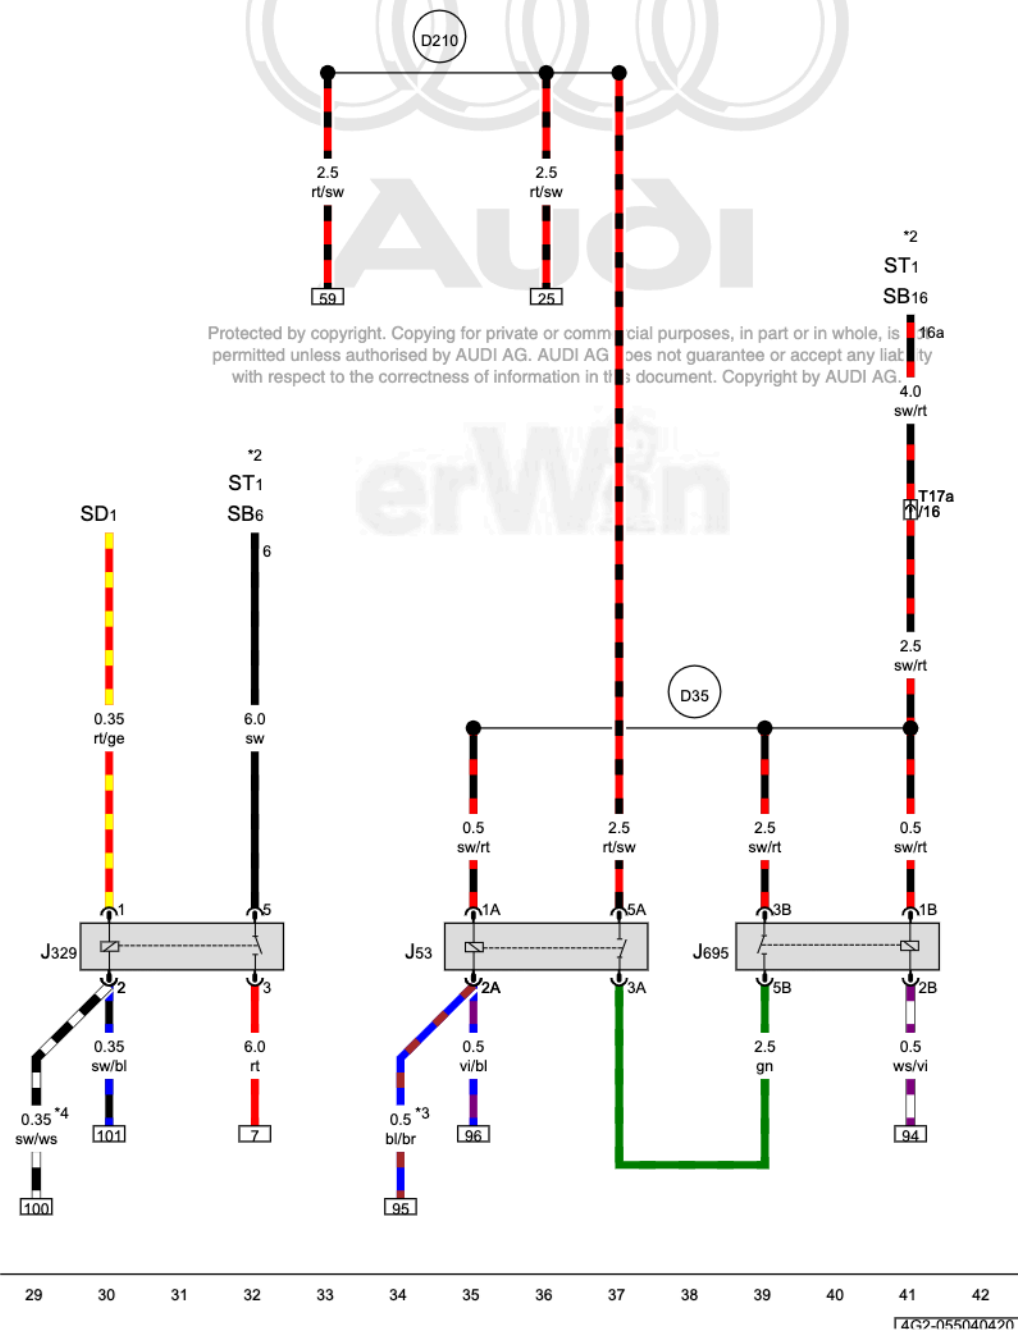 D210
2.5
rt/sw
2.5
rt/sw
59
25
Audi
*2
ST1
SB16
16a
Protected by copyright. Copying for private or commercial purposes, in part or in whole, is
permitted unless authorised by AUDI AG. AUDI AG does not guarantee or accept any liability
with respect to the correctness of information in this document. Copyright by AUDI AG.
4.0
sw/rt
erWin
T17a
/16
*2
ST1
SB6
6
SD1
2.5
sw/rt
D35
0.35
rt/ge
6.0
sw
0.5
sw/rt
2.5
rt/sw
2.5
sw/rt
0.5
sw/rt
1
5
1A
5A
3B
1B
J329
J53
J695
2
3
2A
3A
5B
2B
0.35
sw/bl
6.0
rt
0.5
vi/bl
2.5
gn
0.5
ws/vi
0.35 *4
sw/ws
0.5 *3
bl/br
101
7
96
94
100
95
29 30 31 32 33 34 35 36 37 38 39 40 41 42
4G2-055040420